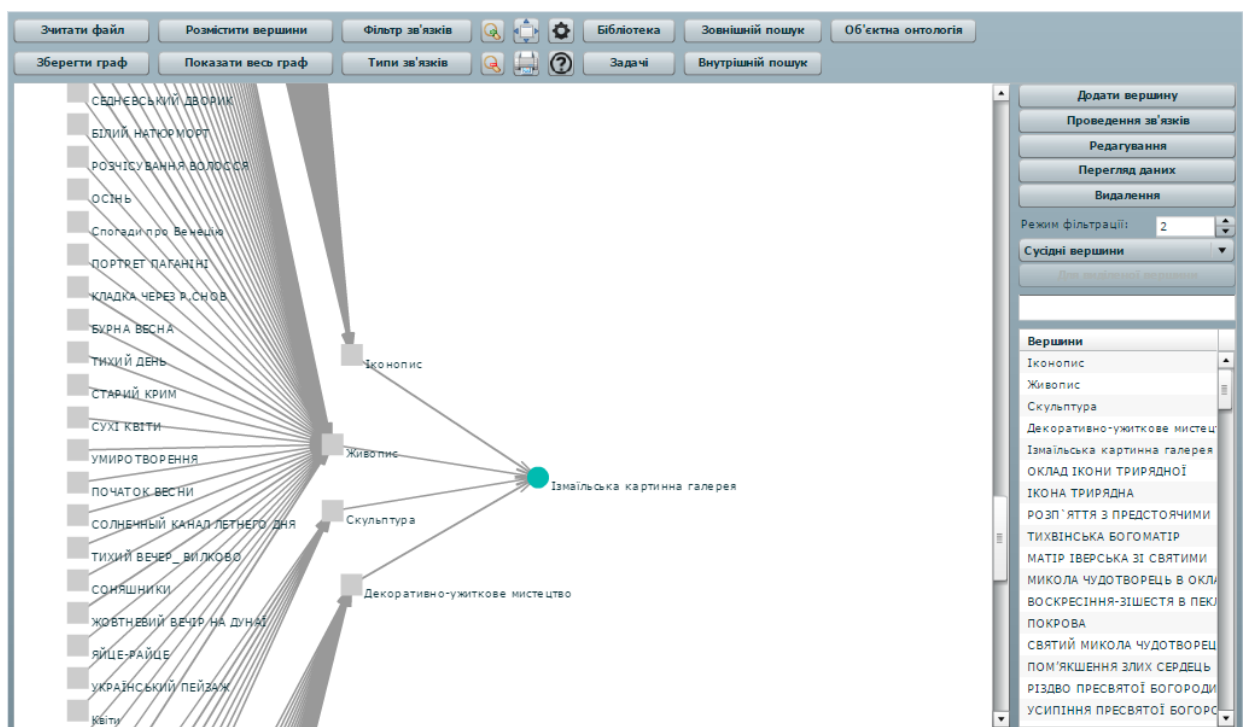 Зчитати файл
Розмістити вершини
Фільтр зв'язків
Бібліотека
Зовнішній пошук
Об'єктна онтологія
Зберегти граф
Показати весь граф
Типи зв'язків
Задачі
Внутрішній пошук
СЕДНЄВСЬКИЙ ДВОРИК
БІЛИЙ НАТЮРМОРТ
РОЗЧІСУВАННЯ ВОЛОССЯ
ОСІНЬ
Спогади про Венецію
ПОРТРЕТ ПАГАНІНІ
КЛАДКА ЧЕРЕЗ Р.СНОВ
БУРНА ВЕСНА
ТИХИЙ ДЕНЬ
СТАРИЙ КРИМ
СУХІ КВІТИ
УМИРОТВОРЕННЯ
ПОЧАТОК ВЕСНИ
СОЛНЕЧНЫЙ КАНАЛ ЛЕТНЕГО ДНЯ
ТИХИЙ ВЕЧЕР_ ВИЛКОВО
СОНЯШНИКИ
ЖОВТНЕВИЙ ВЕЧІР НА ДУНАЇ
ЯЙЦЕ-РАЙЦЕ
УКРАЇНСЬКИЙ ПЕЙЗАЖ
Квіти
Іконопис
Живопис
Скульптура
Декоративно-ужиткове мистецтво
Ізмаїльська картинна галерея
Додати вершину
Проведення зв'язків
Редагування
Перегляд даних
Видалення
Режим фільтрації: 2
Сусідні вершини
Для виділеної вершини
Вершини
Іконопис
Живопис
Скульптура
Декоративно-ужиткове мистец
Ізмаїльська картинна галерея
ОКЛАД ІКОНИ ТРИРЯДНОЇ
ІКОНА ТРИРЯДНА
РОЗП`ЯТТЯ З ПРЕДСТОЯЧИМИ
ТИХВІНСЬКА БОГОМАТІР
МАТІР ІВЕРСЬКА ЗІ СВЯТИМИ
МИКОЛА ЧУДОТВОРЕЦЬ В ОКЛА
ВОСКРЕСІННЯ-ЗІШЕСТЯ В ПЕКЛ
ПОКРОВА
СВЯТИЙ МИКОЛА ЧУДОТВОРЕЦ
ПОМ'ЯКШЕННЯ ЗЛИХ СЕРДЕЦЬ
РІЗДВО ПРЕСВЯТОЇ БОГОРОДИ
УСИПІННЯ ПРЕСВЯТОЇ БОГОРО